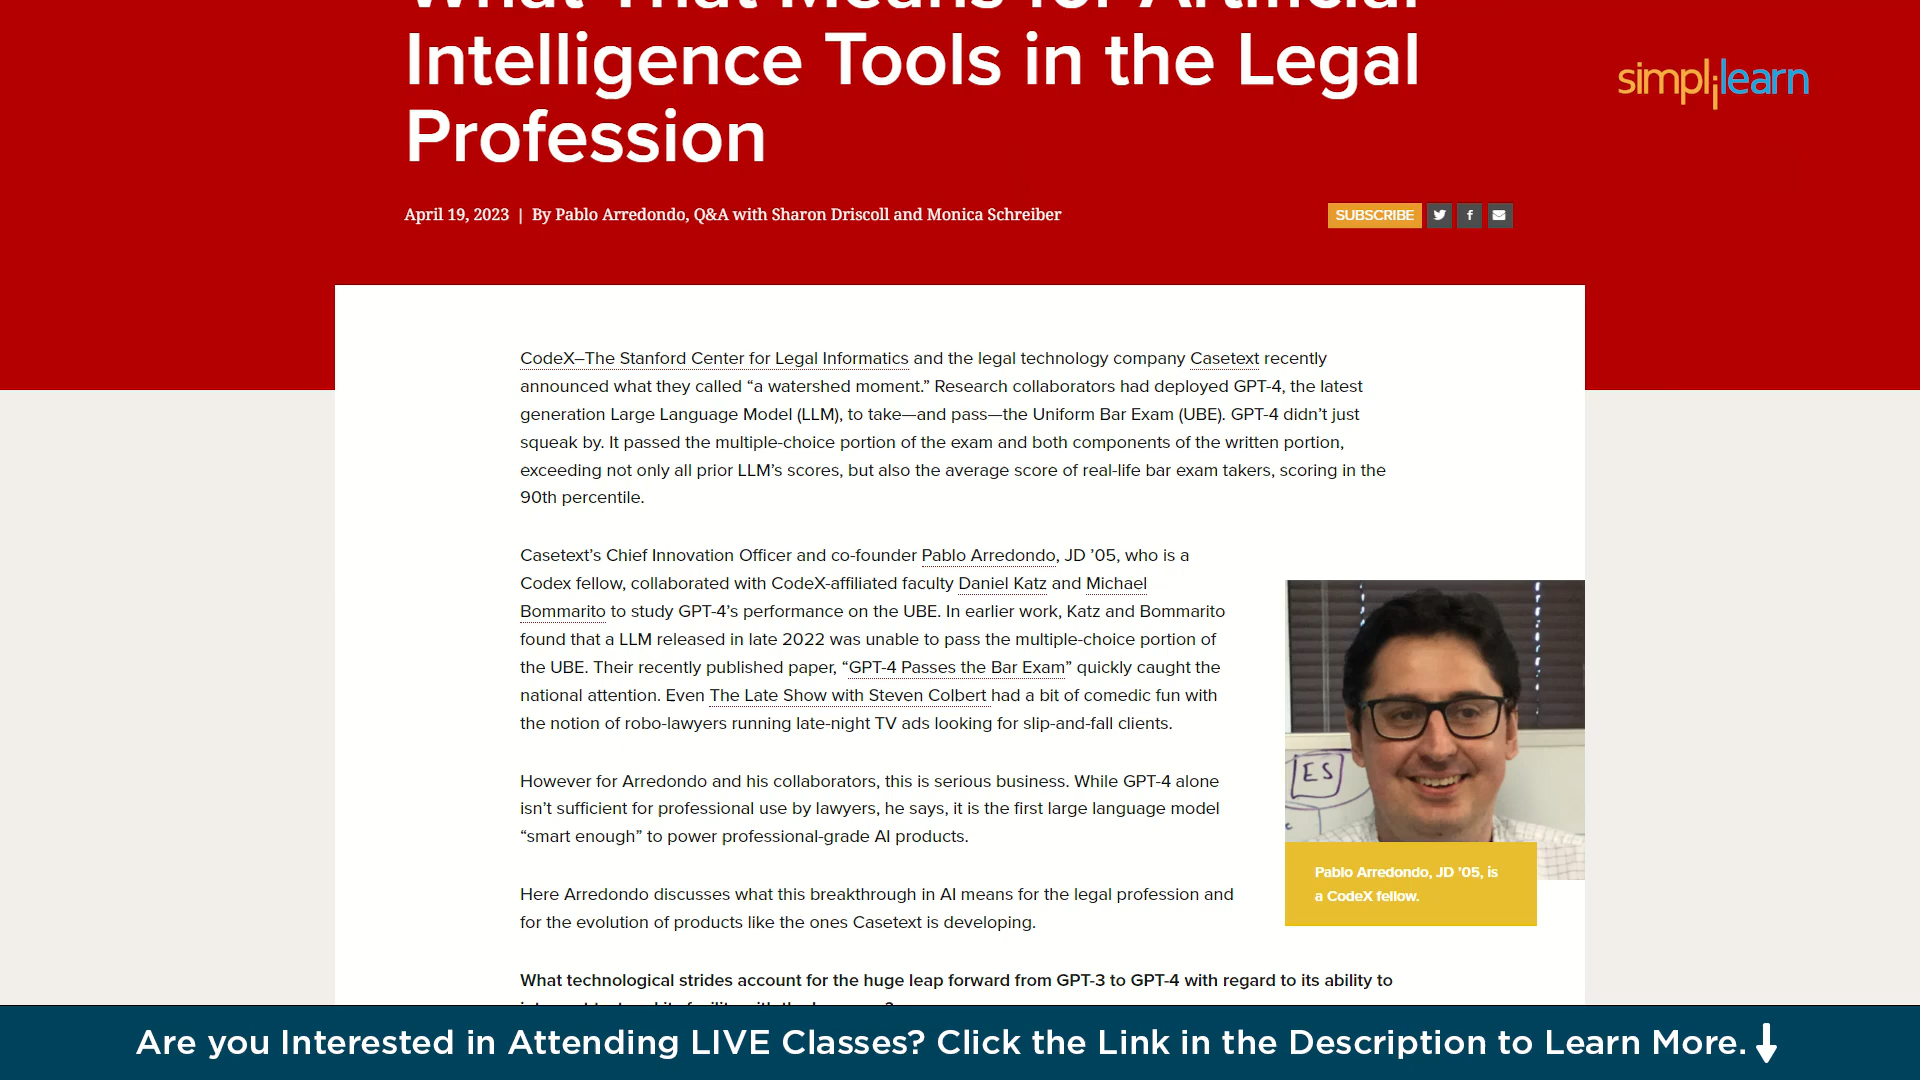 What That Means for Artificial
Intelligence Tools in the Legal
Profession
simplilearn
April 19, 2023 | By Pablo Arredondo, Q&A with Sharon Driscoll and Monica Schreiber
SUBSCRIBE
CodeX–The Stanford Center for Legal Informatics and the legal technology company Casetext recently
announced what they called “a watershed moment.” Research collaborators had deployed GPT-4, the latest
generation Large Language Model (LLM), to take—and pass—the Uniform Bar Exam (UBE). GPT-4 didn’t just
squeak by. It passed the multiple-choice portion of the exam and both components of the written portion,
exceeding not only all prior LLM’s scores, but also the average score of real-life bar exam takers, scoring in the
90th percentile.
Casetext’s Chief Innovation Officer and co-founder Pablo Arredondo, JD ’05, who is a
Codex fellow, collaborated with CodeX-affiliated faculty Daniel Katz and Michael
Bommarito to study GPT-4’s performance on the UBE. In earlier work, Katz and Bommarito
found that a LLM released in late 2022 was unable to pass the multiple-choice portion of
the UBE. Their recently published paper, “GPT-4 Passes the Bar Exam” quickly caught the
national attention. Even The Late Show with Steven Colbert had a bit of comedic fun with
the notion of robo-lawyers running late-night TV ads looking for slip-and-fall clients.
However for Arredondo and his collaborators, this is serious business. While GPT-4 alone
isn’t sufficient for professional use by lawyers, he says, it is the first large language model
“smart enough” to power professional-grade AI products.
Here Arredondo discusses what this breakthrough in AI means for the legal profession and
for the evolution of products like the ones Casetext is developing.
ES
Pablo Arredondo, JD ’05, is
a CodeX fellow.
What technological strides account for the huge leap forward from GPT-3 to GPT-4 with regard to its ability to
Are you Interested in Attending LIVE Classes? Click the Link in the Description to Learn More.